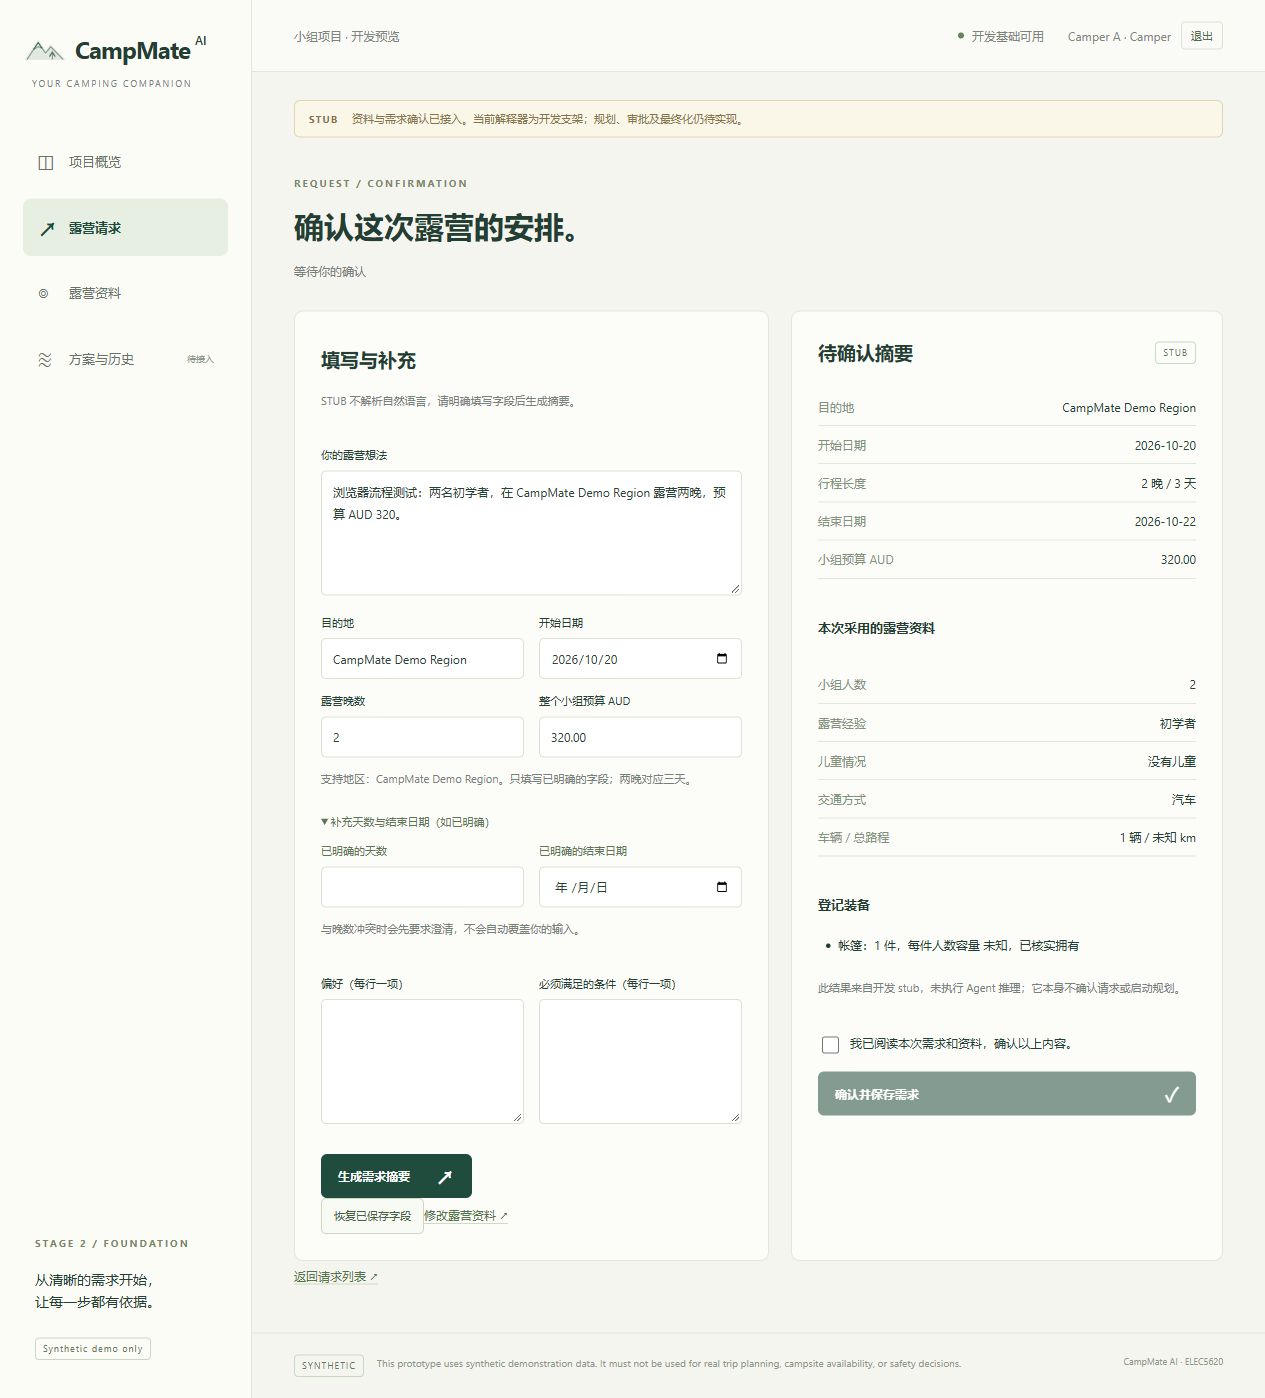 CampMate AI
YOUR CAMPING COMPANION
项目概览
露营请求
露营资料
方案与历史 待接入
STAGE 2 / FOUNDATION
从清晰的需求开始，
让每一步都有依据。
Synthetic demo only
小组项目 · 开发预览
开发基础可用 Camper A · Camper 退出
STUB 资料与需求确认已接入。当前解释器为开发支架；规划、审批及最终化仍待实现。
REQUEST / CONFIRMATION
确认这次露营的安排。
等待你的确认
填写与补充
STUB 不解析自然语言，请明确填写字段后生成摘要。
你的露营想法
浏览器流程测试：两名初学者，在 CampMate Demo Region 露营两晚，预
算 AUD 320。
目的地 开始日期
CampMate Demo Region 2026/10/20
露营晚数 整个小组预算 AUD
2 320.00
支持地区：CampMate Demo Region。只填写已明确的字段；两晚对应三天。
▼补充天数与结束日期（如已明确）
已明确的天数 已明确的结束日期
年 /月/日
与晚数冲突时会先要求澄清，不会自动覆盖你的输入。
偏好（每行一项） 必须满足的条件（每行一项）
生成需求摘要 ↗
恢复已保存字段 修改露营资料 ↗
返回请求列表 ↗
待确认摘要 STUB
目的地 CampMate Demo Region
开始日期 2026-10-20
行程长度 2 晚 / 3 天
结束日期 2026-10-22
小组预算 AUD 320.00
本次采用的露营资料
小组人数 2
露营经验 初学者
儿童情况 没有儿童
交通方式 汽车
车辆 / 总路程 1 辆 / 未知 km
登记装备
• 帐篷：1 件，每件人数容量 未知，已核实拥有
此结果来自开发 stub，未执行 Agent 推理；它本身不确认请求或启动规划。
我已阅读本次需求和资料，确认以上内容。
确认并保存需求 ✓
SYNTHETIC This prototype uses synthetic demonstration data. It must not be used for real trip planning, campsite availability, or safety decisions.
CampMate AI · ELEC5620